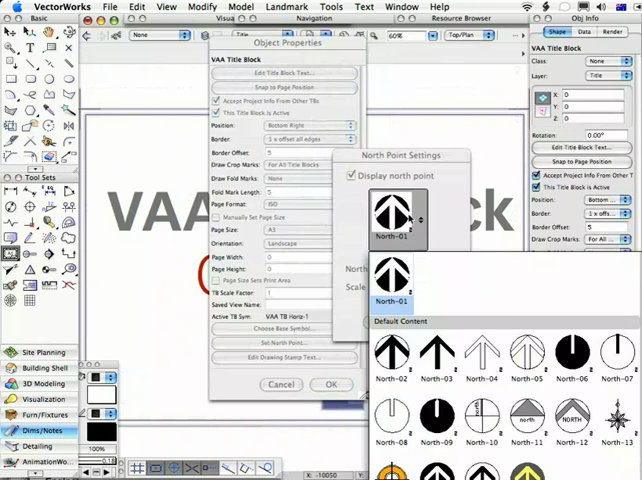 VectorWorks File Edit View Modify Model Landmark Tools Text Window Help
Basic
Navigation
Resource Browser
Obj Info
None
60%
Top/Plan
Shape Data Render
Object Properties
VAA Title Block
VAA Title Block
Edit Title Block Text...
Class: None
Snap to Page Position
Layer: Title
Accept Project Info From Other TBs
X: 0
This Title Block is Active
Y: 0
Z: 0
Position: Bottom Right
Border: 1 x offset all edges
Rotation: 0.00°
Border Offset: 5
Edit Title Block Text...
Draw Crop Marks: For All Title Blocks
Snap to Page Position
Draw Fold Marks: None
Accept Project Info From Other TBs
Fold Mark Length: 5
This Title Block is Active
Page Format: ISO
Position: Bottom ...
Manually Set Page Size
Border: 1 x offs...
Page Size: A3
Border Offset: 5
Orientation: Landscape
Draw Crop Marks: For All ...
Page Width: 0
Page Height: 0
Page Size Sets Print Area
TB Scale Factor: 1
Saved View Name:
Active TB Sym: VAA TB Horiz-1
Choose Base Symbol...
Set North Point...
Edit Drawing Stamp Text...
Cancel OK
North Point Settings
Display north point
North-01
North
Scale
North-01
Default Content
North-02 North-03 North-04 North-05 North-06 North-07
North-08 North-09 North-10 North-11 North-12 North-13
VAA
ck
Tool Sets
Site Planning
Building Shell
3D Modeling
Visualization
Furn/Fixtures
Dims/Notes
Detailing
AnimationWo...
X: -10050